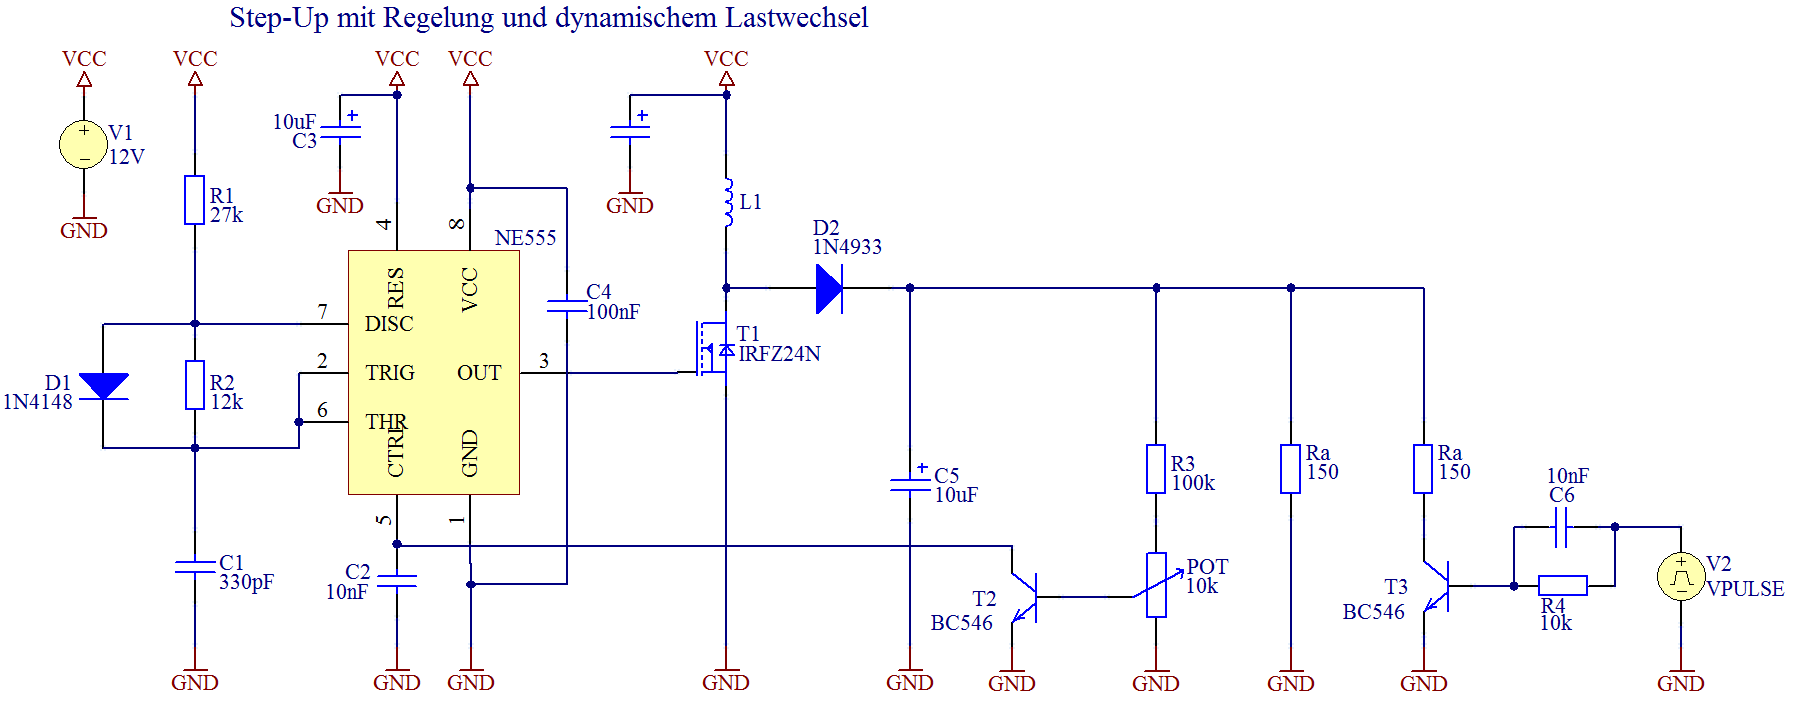 Step-Up mit Regelung und dynamischem Lastwechsel
VCC
VCC
VCC
VCC
VCC
V1
12V
GND
R1
27k
10uF
C3
GND
GND
L1
4
8
NE555
RES
VCC
7
DISC
2
TRIG
OUT
3
6
THR
CTRL
GND
5
1
C4
100nF
D1
1N4148
R2
12k
D2
1N4933
T1
IRFZ24N
C5
10uF
R3
100k
Ra
150
Ra
150
10nF
C6
C1
330pF
C2
10nF
T2
BC546
POT
10k
T3
BC546
R4
10k
V2
VPULSE
GND
GND
GND
GND
GND
GND
GND
GND
GND
GND